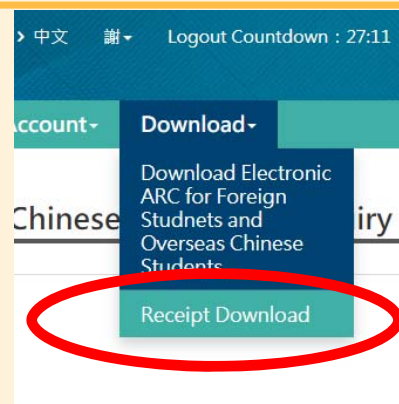 中文 謝 Logout Countdown : 27:11
Account Download
Download Electronic
ARC for Foreign
Studnets and
Overseas Chinese
Students
Chinese iry
Receipt Download